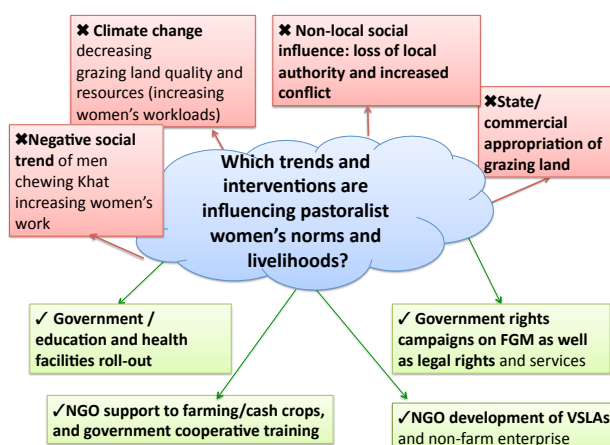 ✖ Climate change
decreasing
grazing land quality and
resources (increasing
women's workloads)
✖ Non-local social
influence: loss of local
authority and increased
conflict
✖State/
commercial
appropriation of
grazing land
✖Negative social
trend of men
chewing Khat
increasing women's
work
Which trends and
interventions are
influencing pastoralist
women's norms and
livelihoods?
✓ Government /
education and health
facilities roll-out
✓ Government rights
campaigns on FGM as well
as legal rights and services
✓NGO support to farming/cash crops,
and government cooperative training
✓NGO development of VSLAs
and non-farm enterprise